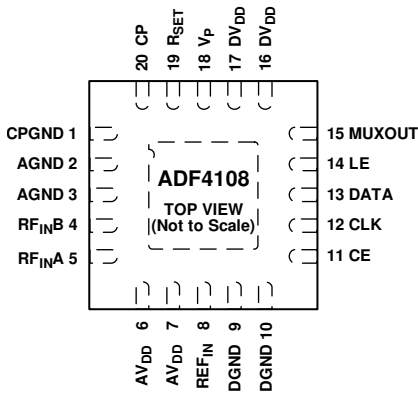 20 CP
19 RSET
18 VP
17 DVDD
16 DVDD
CPGND 1
AGND 2
AGND 3
RFINB 4
RFINA 5
ADF4108
TOP VIEW
(Not to Scale)
15 MUXOUT
14 LE
13 DATA
12 CLK
11 CE
AVDD 6
AVDD 7
REFIN 8
DGND 9
DGND 10